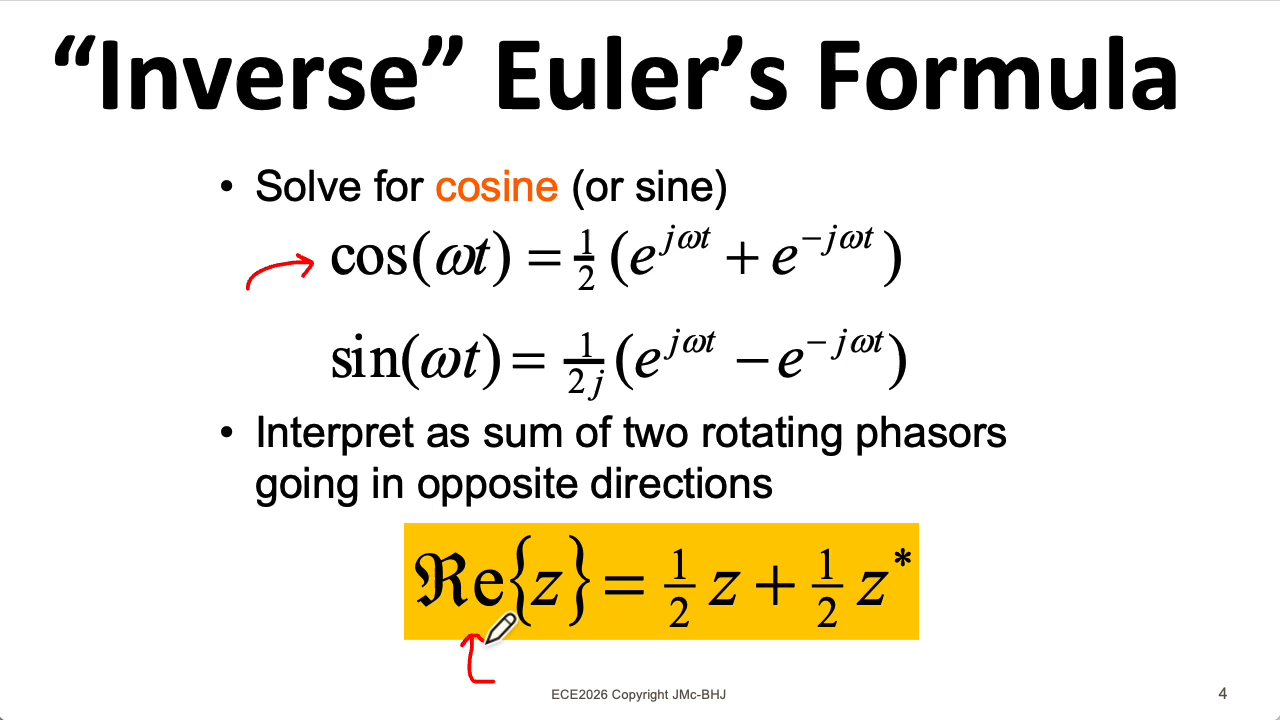 “Inverse” Euler’s Formula
• Solve for cosine (or sine)
cos(ωt) = ½ (e^{jωt} + e^{−jωt})
sin(ωt) = 1/2j (e^{jωt} − e^{−jωt})
• Interpret as sum of two rotating phasors
going in opposite directions
ℜe{z} = ½ z + ½ z*
ECE2026 Copyright JMc-BHJ
4